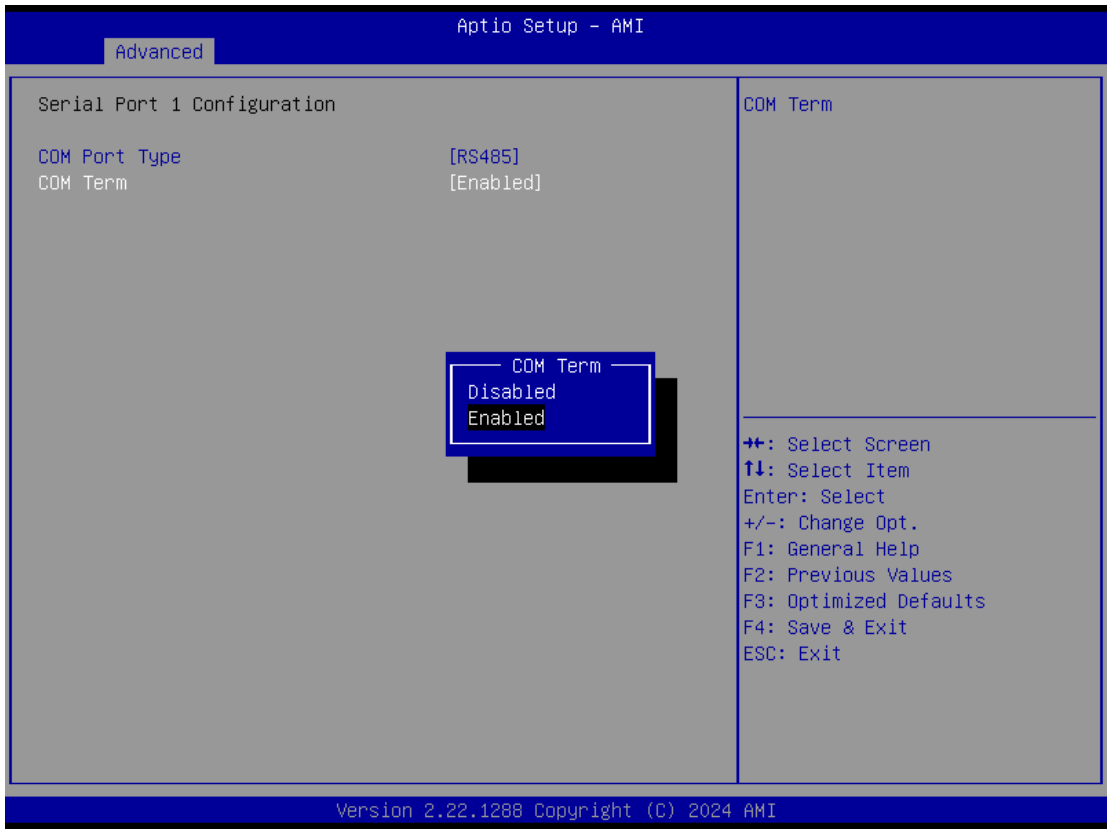 Aptio Setup – AMI
Advanced
Serial Port 1 Configuration
COM Port Type [RS485]
COM Term [Enabled]
COM Term
Disabled
Enabled
COM Term
→←: Select Screen
↑↓: Select Item
Enter: Select
+/-: Change Opt.
F1: General Help
F2: Previous Values
F3: Optimized Defaults
F4: Save & Exit
ESC: Exit
Version 2.22.1288 Copyright (C) 2024 AMI